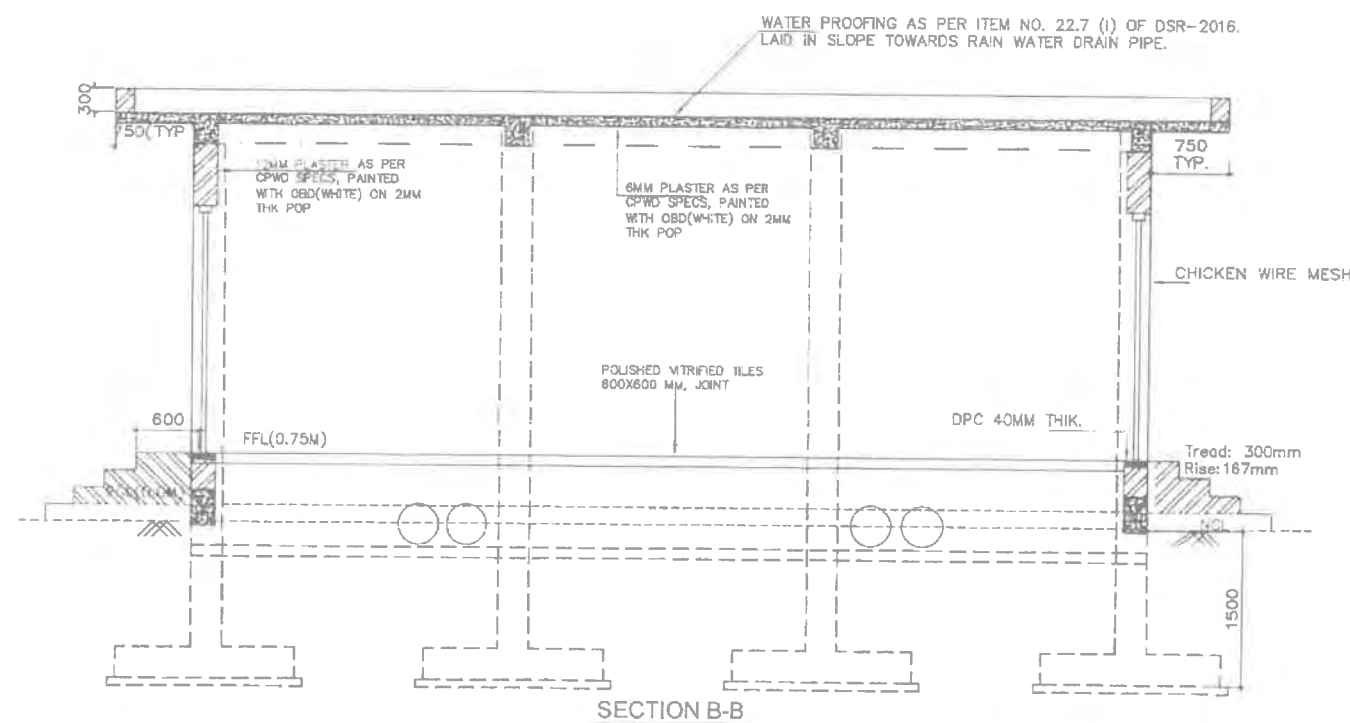 WATER PROOFING AS PER ITEM NO. 22.7 (I) OF DSR-2016.
LAID IN SLOPE TOWARDS RAIN WATER DRAIN PIPE.
300
750(TYP
750
TYP.
12MM PLASTER AS PER
CPWD SPECS, PAINTED
WITH OBD(WHITE) ON 2MM
THK POP
6MM PLASTER AS PER
CPWD SPECS, PAINTED
WITH OBD(WHITE) ON 2MM
THK POP
CHICKEN WIRE MESH
POLISHED VITRIFIED TILES
600X600 MM, JOINT
600
FFL(0.75M)
DPC 40MM THIK.
Tread: 300mm
Rise:167mm
NGL
1500
SECTION B-B